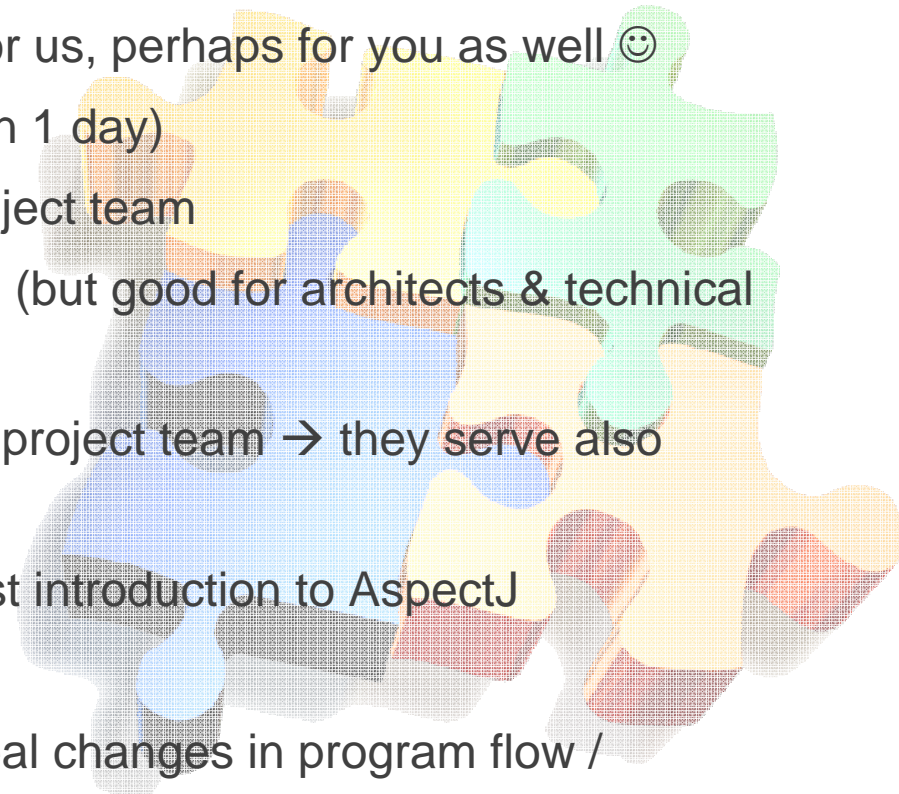 or us, perhaps for you as well ☺
n 1 day)
ject team
(but good for architects & technical
project team → they serve also
st introduction to AspectJ
al changes in program flow /